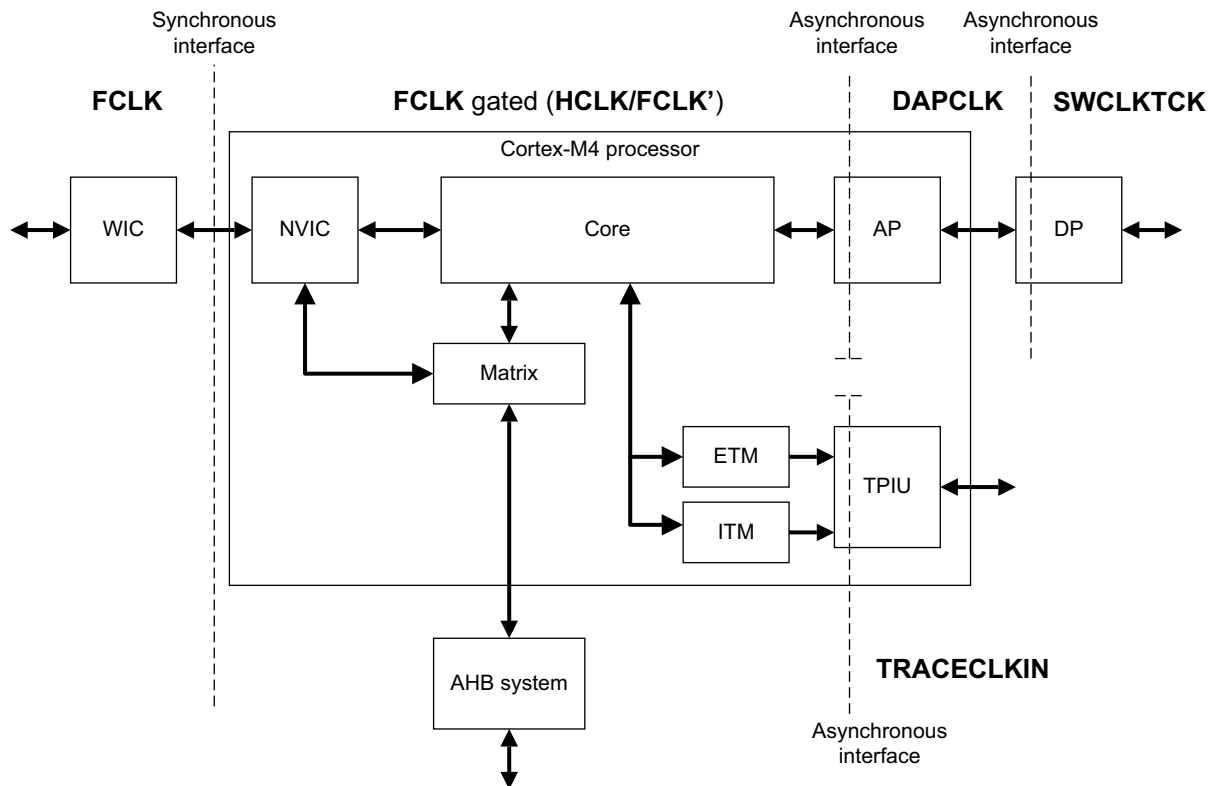 Synchronous
interface
Asynchronous
interface
Asynchronous
interface
FCLK
FCLK gated (HCLK/FCLK’)
DAPCLK
SWCLKTCK
Cortex-M4 processor
WIC
NVIC
Core
AP
DP
Matrix
ETM
TPIU
ITM
AHB system
TRACECLKIN
Asynchronous
interface